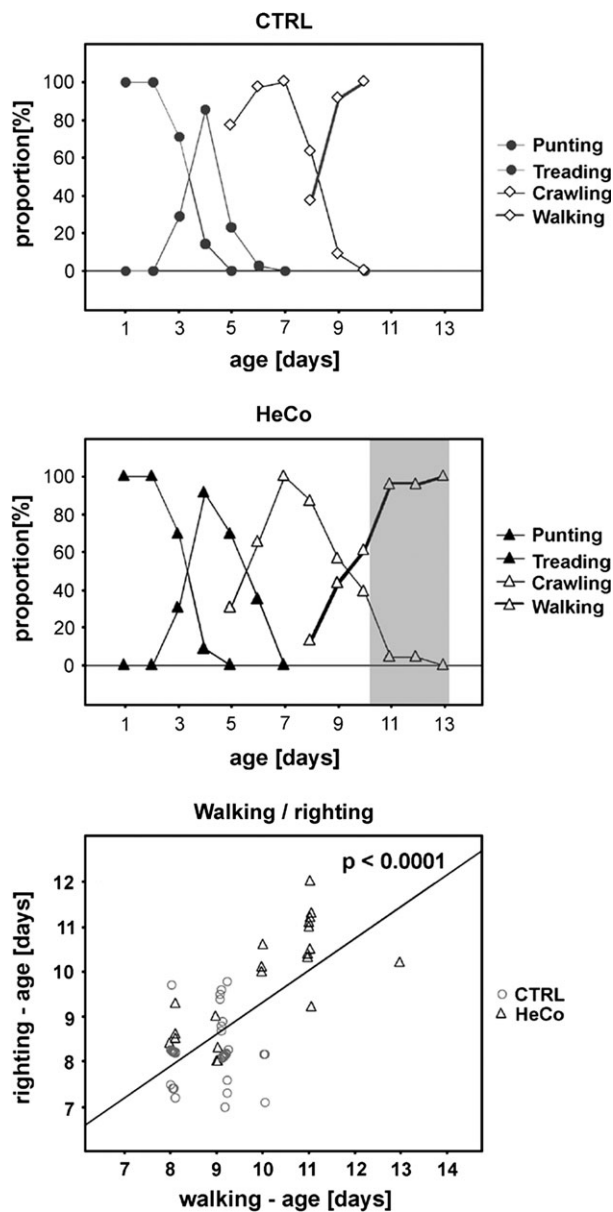 CTRL
proportion[%]
100
80
60
40
20
0
1 3 5 7 9 11 13
age [days]
Punting
Treading
Crawling
Walking
HeCo
proportion[%]
100
80
60
40
20
0
1 3 5 7 9 11 13
age [days]
Punting
Treading
Crawling
Walking
Walking / righting
p < 0.0001
righting - age [days]
12
11
10
9
8
7
7 8 9 10 11 12 13 14
walking - age [days]
CTRL
HeCo